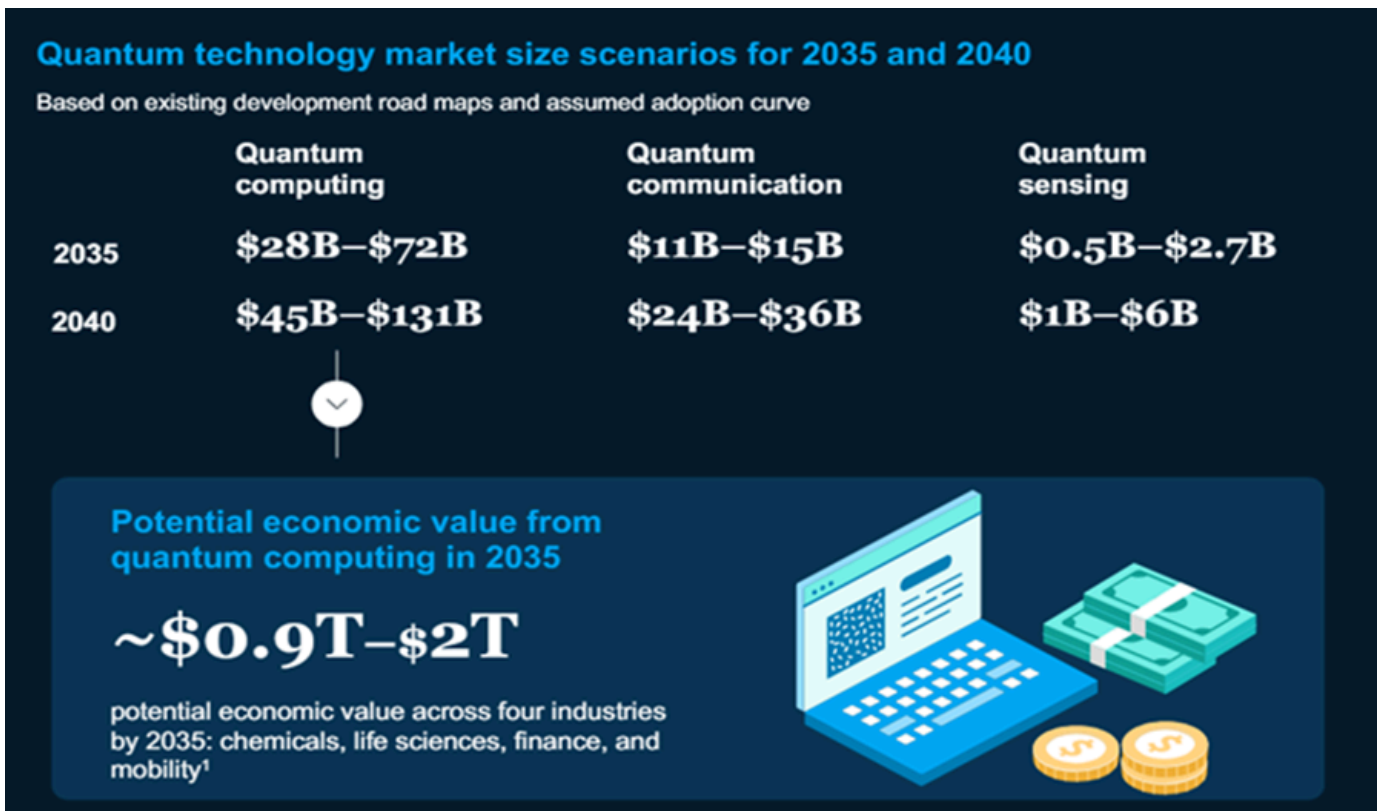 Quantum technology market size scenarios for 2035 and 2040
Based on existing development road maps and assumed adoption curve
Quantum computing
Quantum communication
Quantum sensing
2035 $28B–$72B $11B–$15B $0.5B–$2.7B
2040 $45B–$131B $24B–$36B $1B–$6B
Potential economic value from
quantum computing in 2035
~$0.9T–$2T
potential economic value across four industries
by 2035: chemicals, life sciences, finance, and
mobility¹